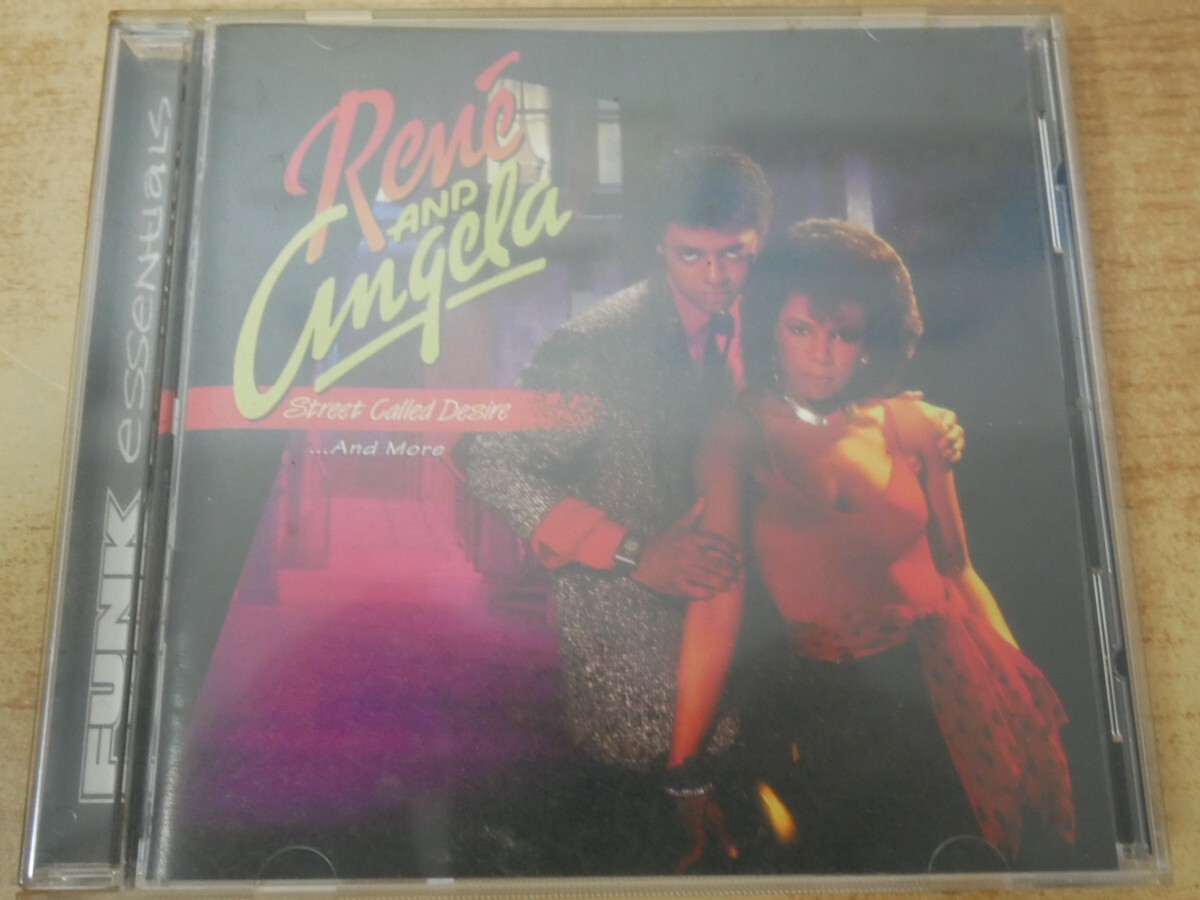 FUNK essentials
René
AND
Angela
Street Called Desire
...And More